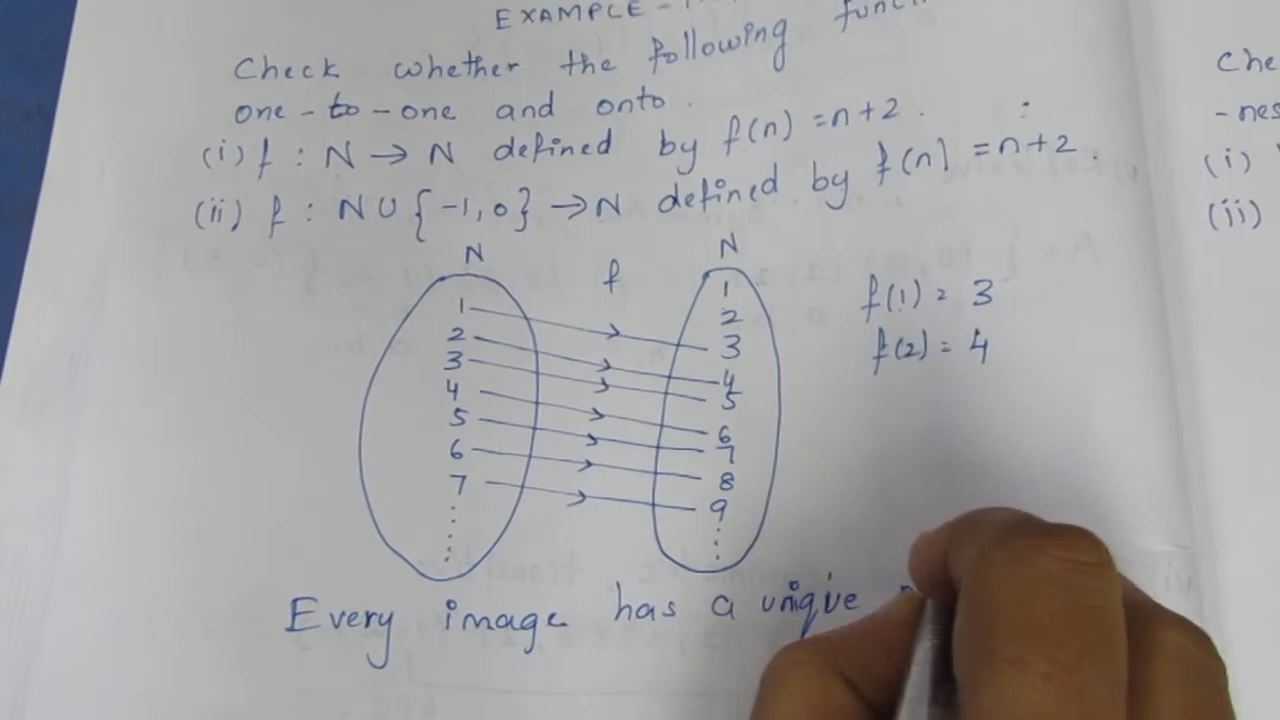 EXAMPLE -
Check whether the following
one-to-one and onto.
(i) f : N → N defined by f(n) = n+2.
(ii) f : N∪{-1,0} → N defined by f(n] = n+2.
N f N
1 1
2 2
3 3
4 4
5 5
6 6
7 7
8
9
f(1) = 3
f(2) = 4
Every image has a unique
Che
-nes
(i)
(ii)